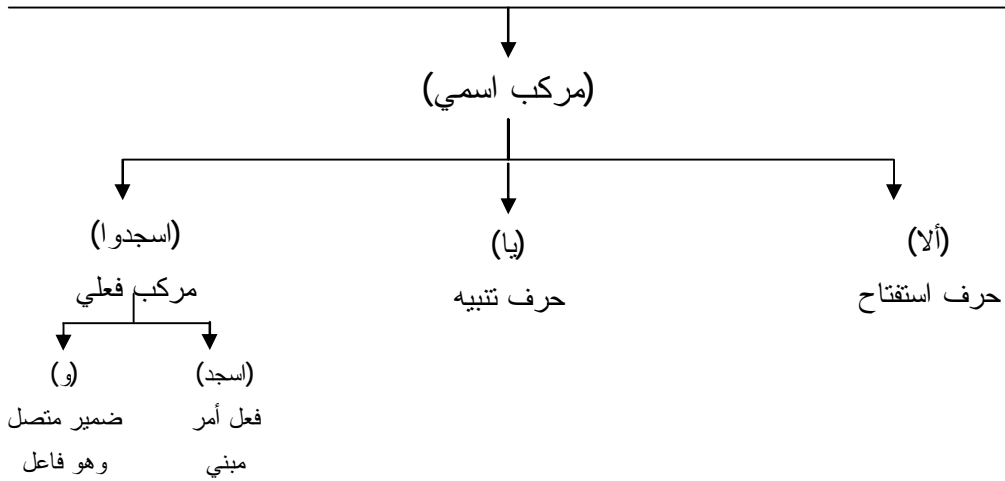 (مركب اسمي)
(ألا) (يا) (اسجدوا)
حرف استفتاح حرف تنبيه مركب فعلي
(اسجد) (و)
فعل أمر ضمير متصل
مبني وهو فاعل